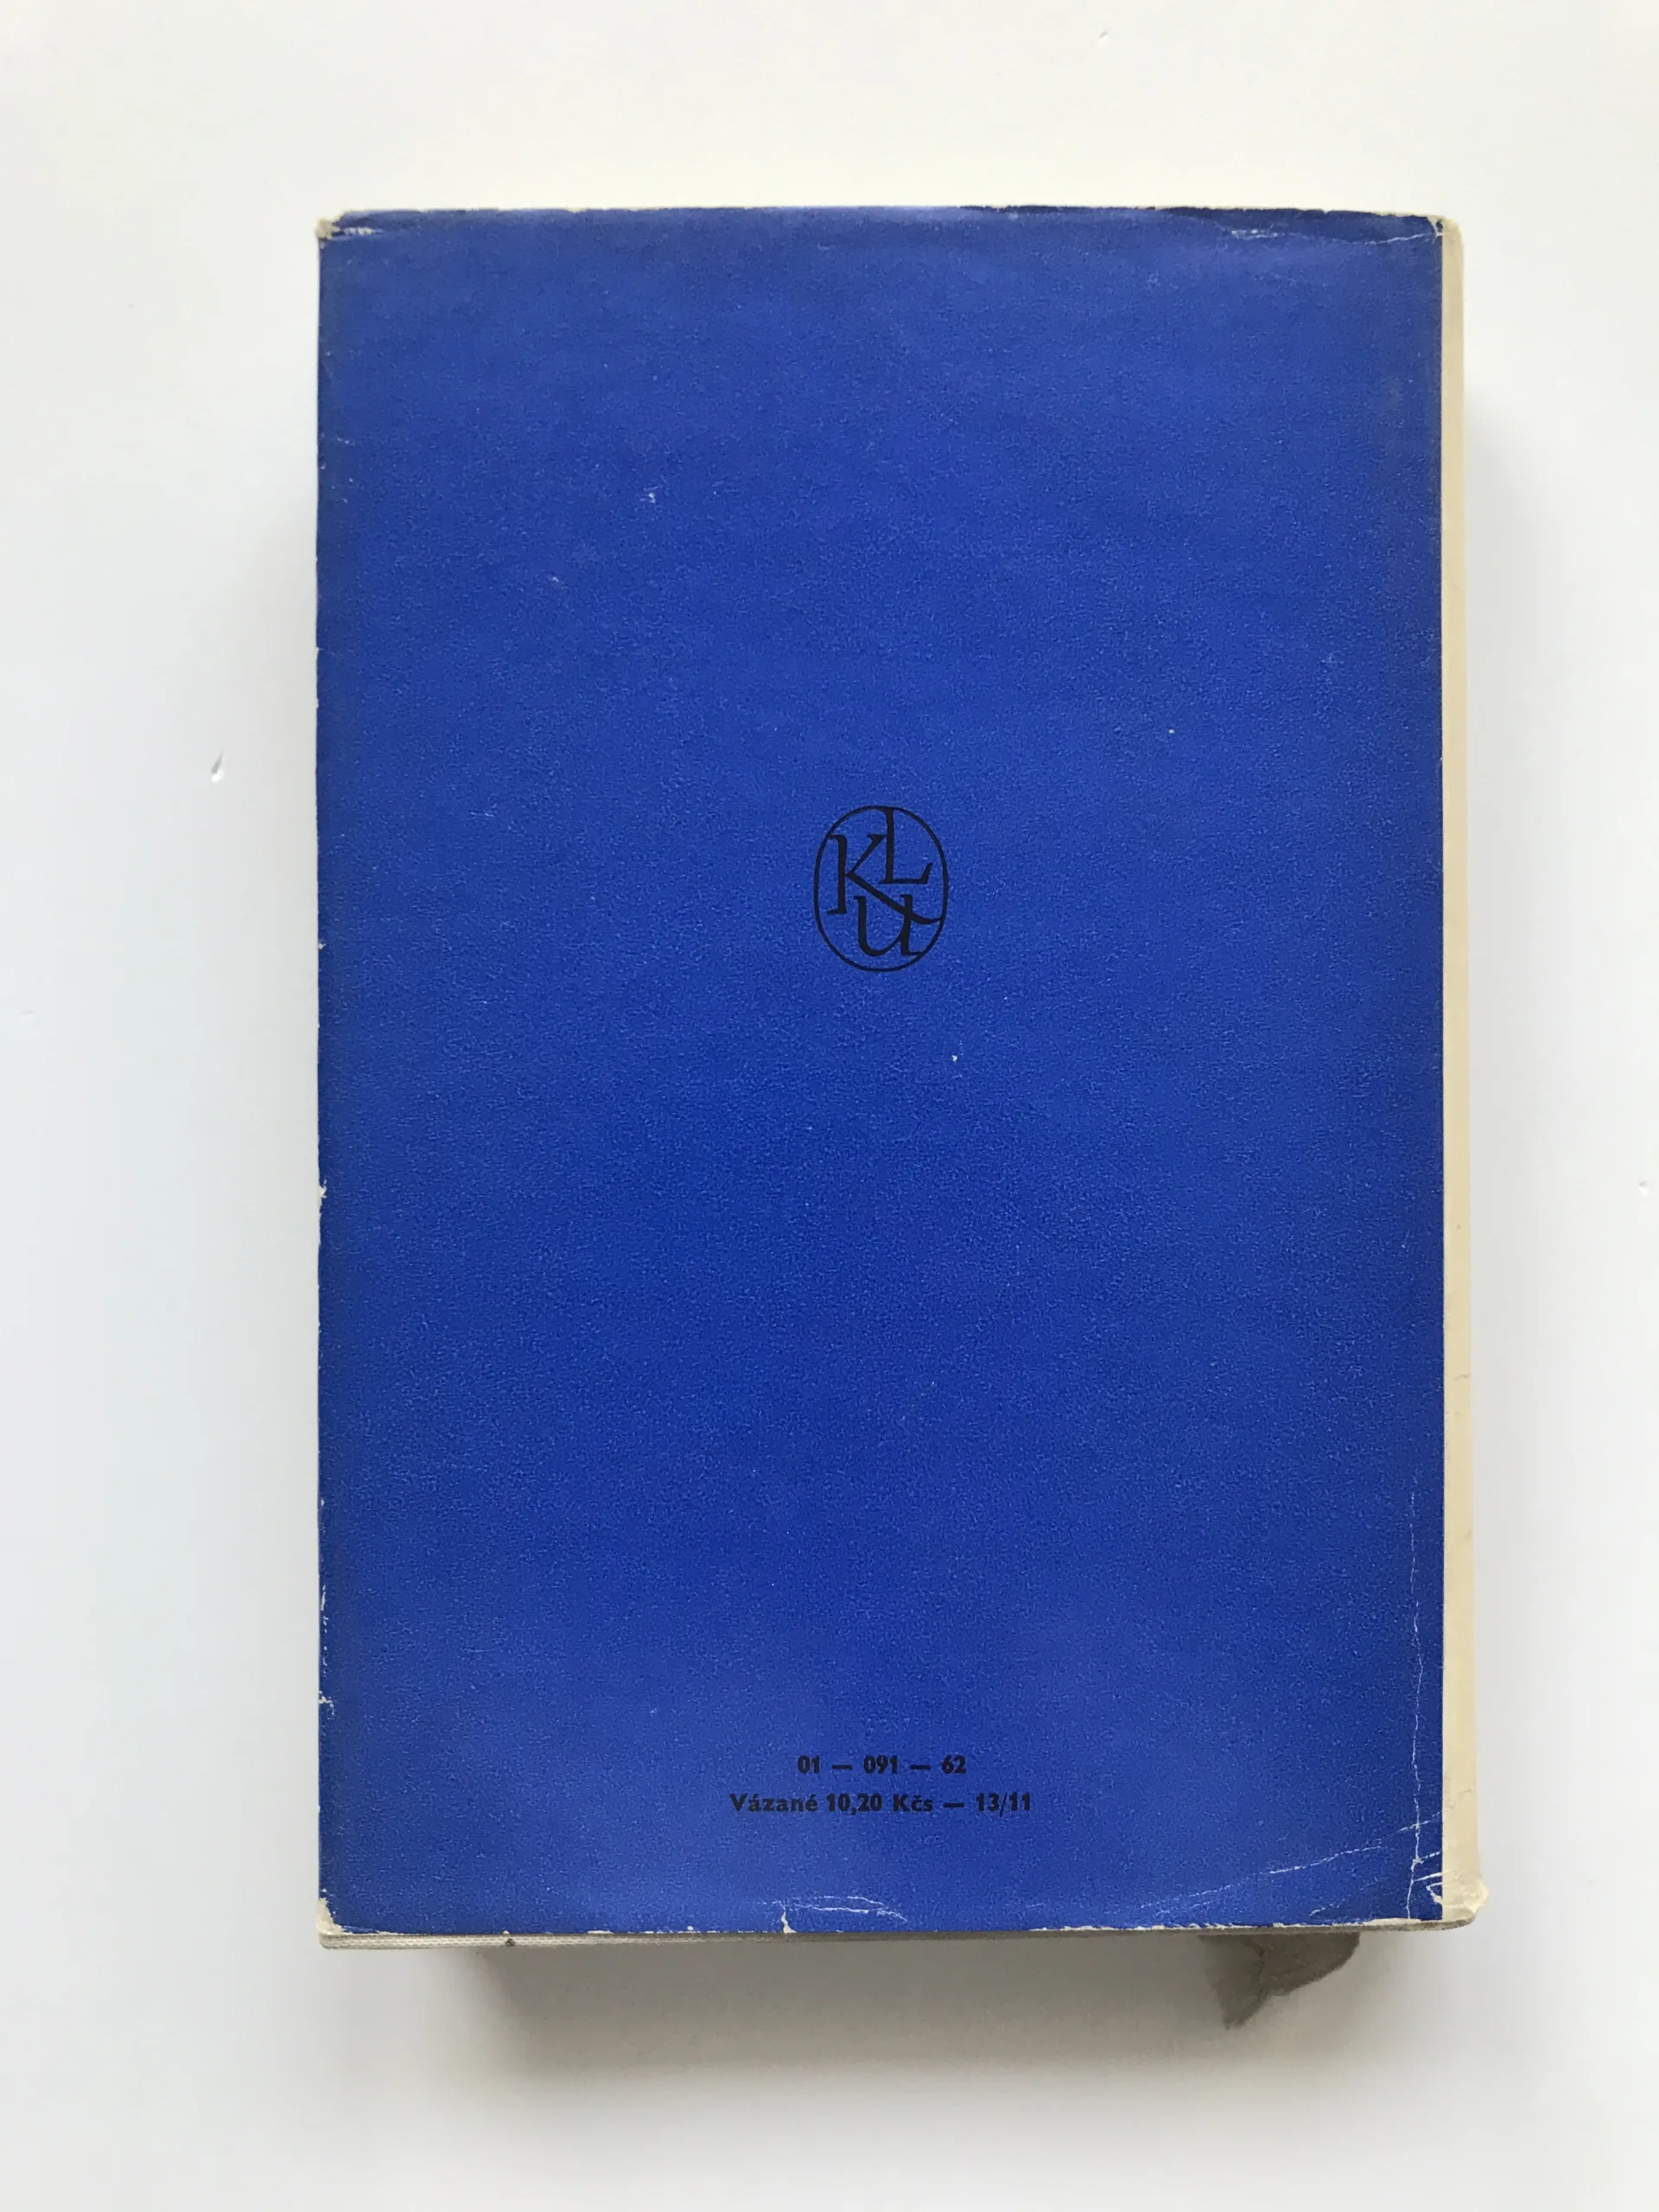 KLU
01 — 091 — 62
Vázané 10,20 Kčs — 13/11